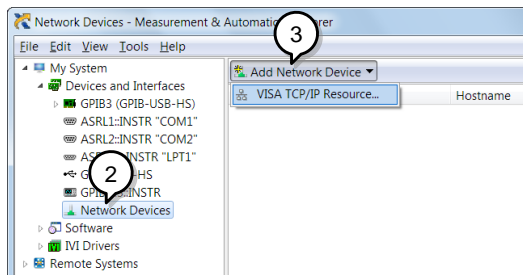 Network Devices - Measurement & Automation Explorer
3
File Edit View Tools Help
My System
Add Network Device
Devices and Interfaces
VISA TCP/IP Resource...
Hostname
GPIB3 (GPIB-USB-HS)
ASRL1::INSTR "COM1"
ASRL2::INSTR "COM2"
ASRL INSTR "LPT1"
2
-HS
INSTR
Network Devices
Software
IVI Drivers
Remote Systems